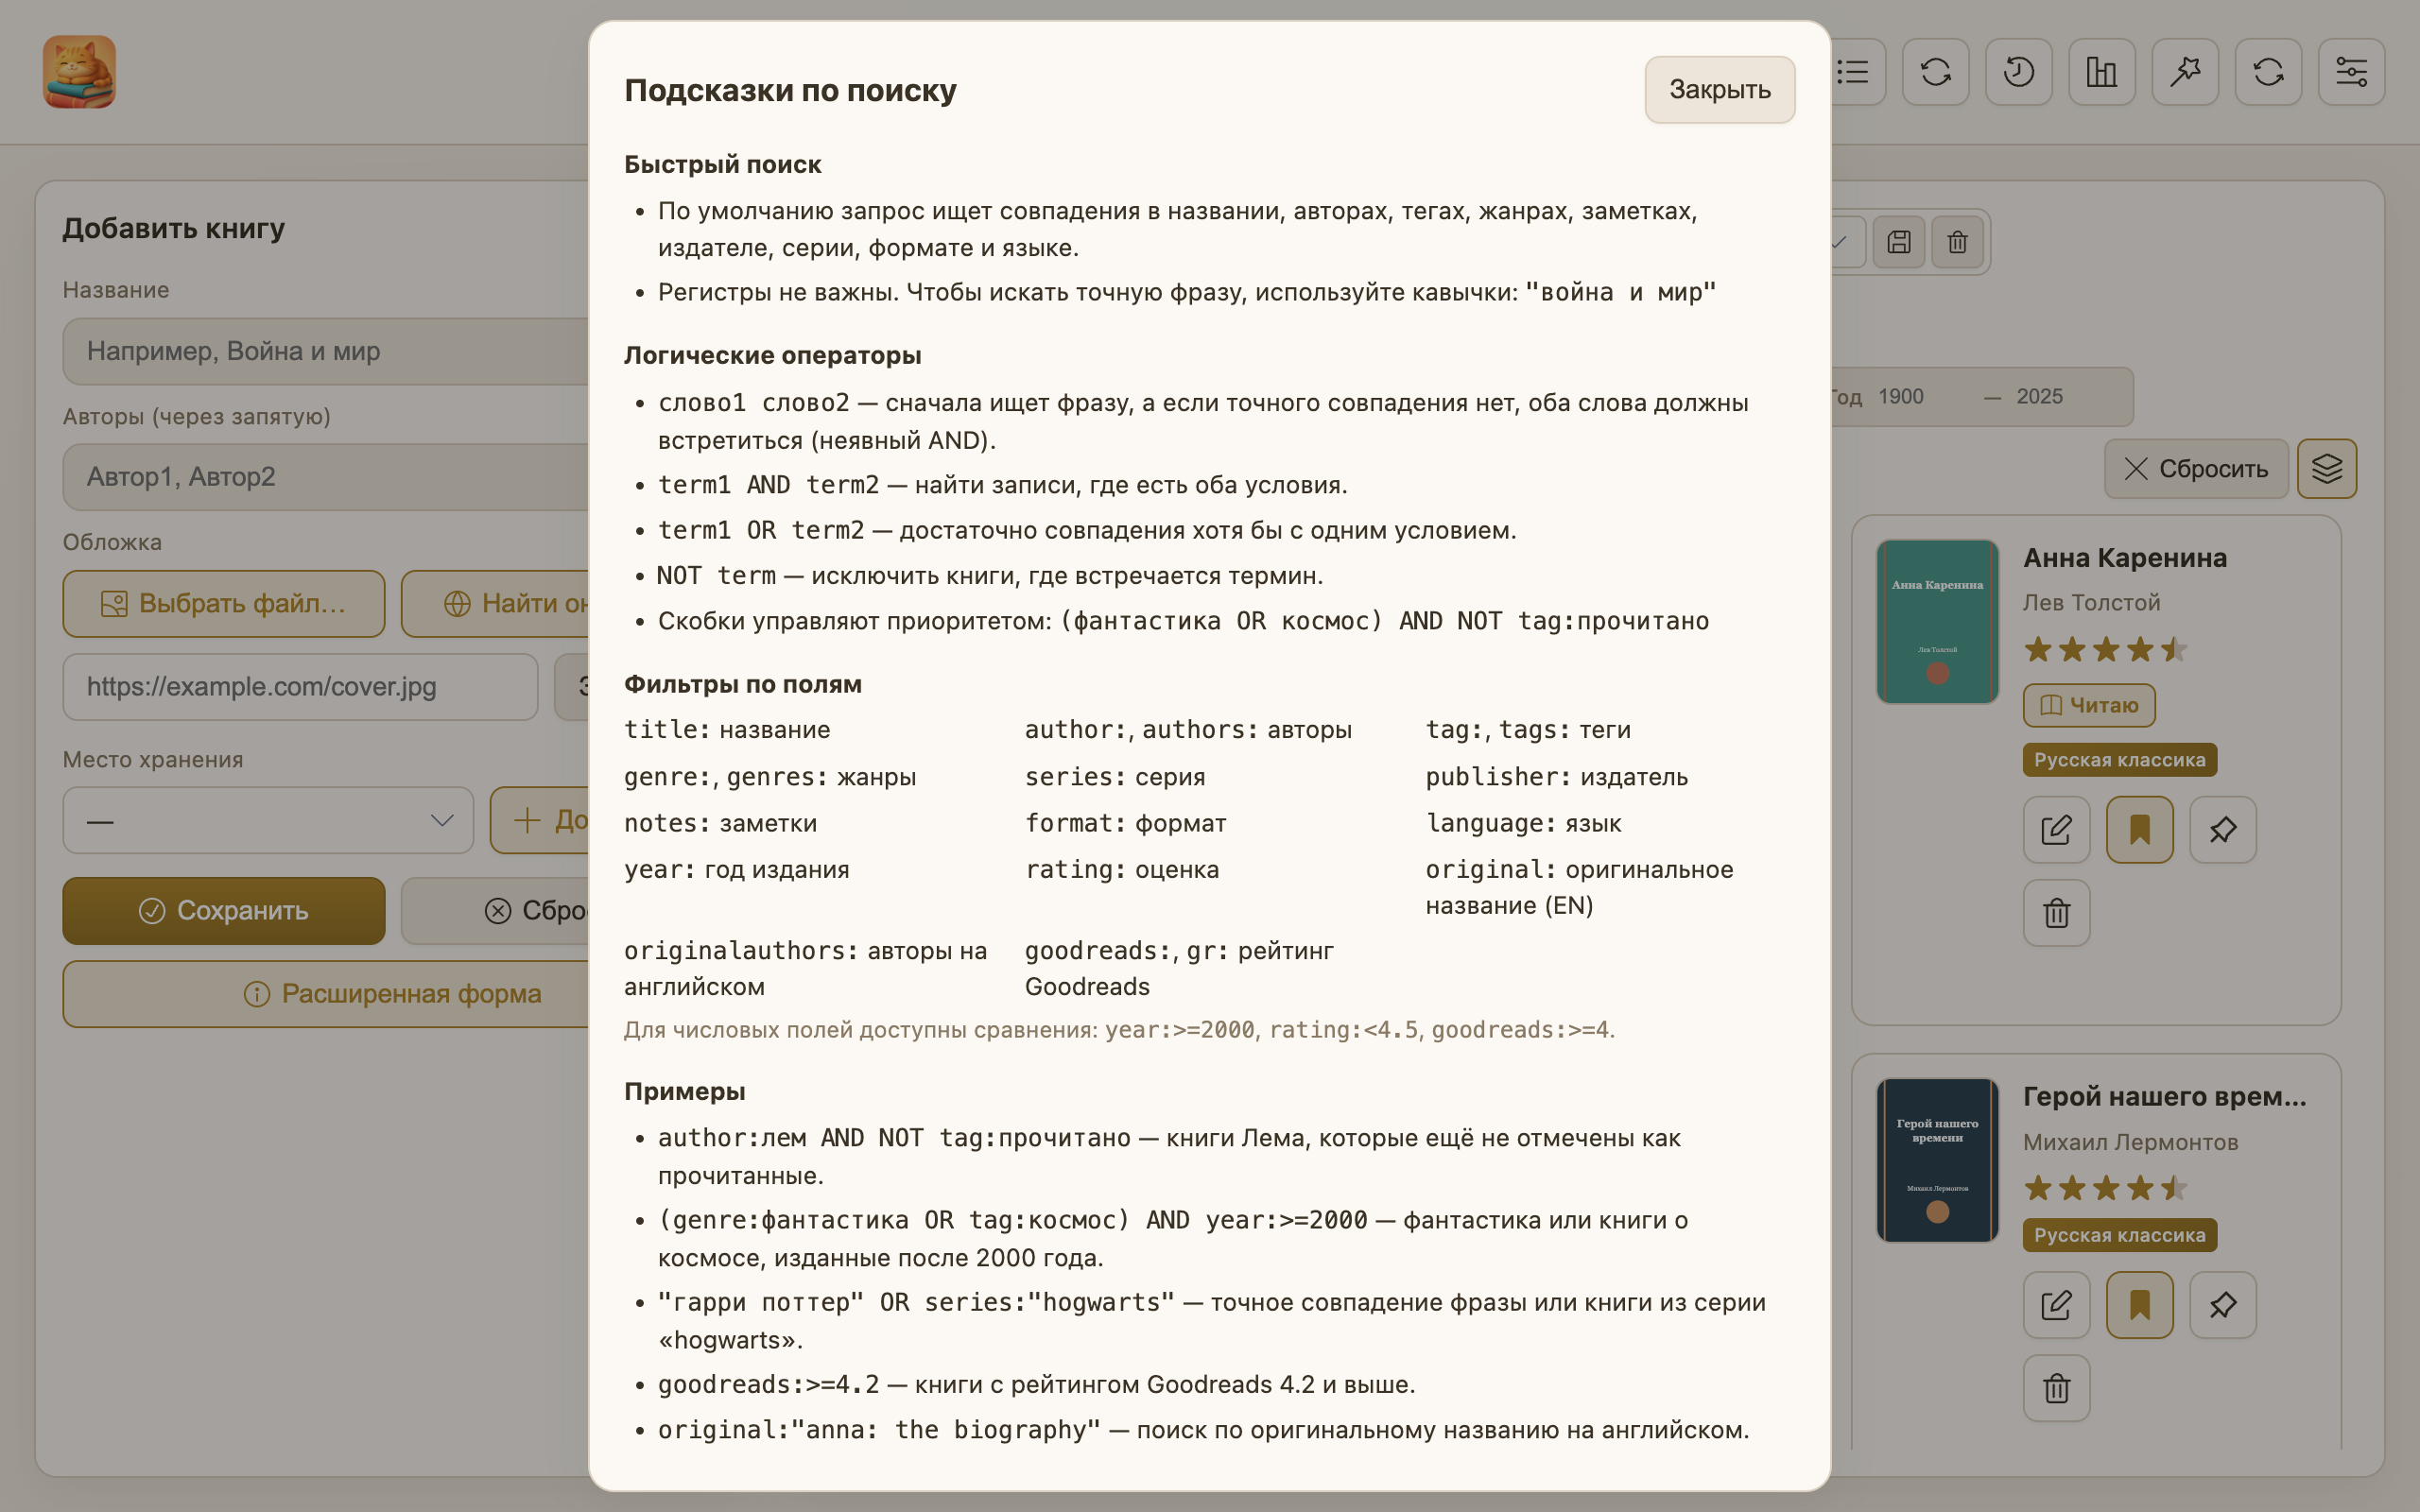 Подсказки по поиску
Закрыть
Быстрый поиск
• По умолчанию запрос ищет совпадения в названии, авторах, тегах, жанрах, заметках,
издателе, серии, формате и языке.
• Регистры не важны. Чтобы искать точную фразу, используйте кавычки: "война и мир"
Логические операторы
• слово1 слово2 — сначала ищет фразу, а если точного совпадения нет, оба слова должны
встретиться (неявный AND).
• term1 AND term2 — найти записи, где есть оба условия.
• term1 OR term2 — достаточно совпадения хотя бы с одним условием.
• NOT term — исключить книги, где встречается термин.
• Скобки управляют приоритетом: (фантастика OR космос) AND NOT tag:прочитано
Фильтры по полям
title: название
author:, authors: авторы
tag:, tags: теги
genre:, genres: жанры
series: серия
publisher: издатель
notes: заметки
format: формат
language: язык
year: год издания
rating: оценка
original: оригинальное
название (EN)
originalauthors: авторы на
английском
goodreads:, gr: рейтинг
Goodreads
Для числовых полей доступны сравнения: year:>=2000, rating:<4.5, goodreads:>=4.
Примеры
• author:лем AND NOT tag:прочитано — книги Лема, которые ещё не отмечены как
прочитанные.
• (genre:фантастика OR tag:космос) AND year:>=2000 — фантастика или книги о
космосе, изданные после 2000 года.
• "гарри поттер" OR series:"hogwarts" — точное совпадение фразы или книги из серии
«hogwarts».
• goodreads:>=4.2 — книги с рейтингом Goodreads 4.2 и выше.
• original:"anna: the biography" — поиск по оригинальному названию на английском.
Добавить книгу
Название
Например, Война и мир
Авторы (через запятую)
Автор1, Автор2
Обложка
Выбрать файл…
Найти
https://example.com/cover.jpg
Место хранения
—
Сохранить
Расширенная форма
Год 1900 — 2025
Сбросить
Анна Каренина
Лев Толстой
Анна Каренина
Лев Толстой
Читаю
Русская классика
Герой нашего
времени
Михаил Лермонтов
Герой нашего врем...
Михаил Лермонтов
Русская классика